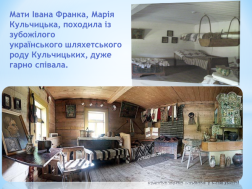 Мати Івана Франка, Марія
Кульчицька, походила із
зубожілого
українського шляхетського
роду Кульчицьких, дуже
гарно співала.